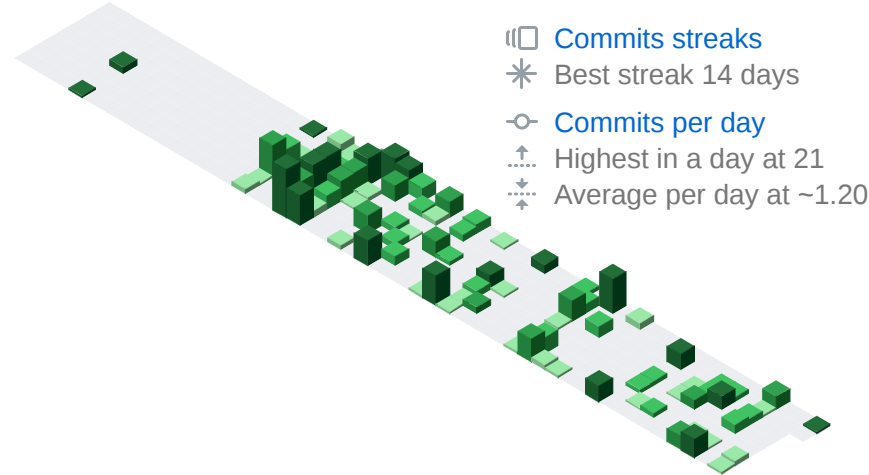 Commits streaks
Best streak 14 days
Commits per day
Highest in a day at 21
Average per day at ~1.20